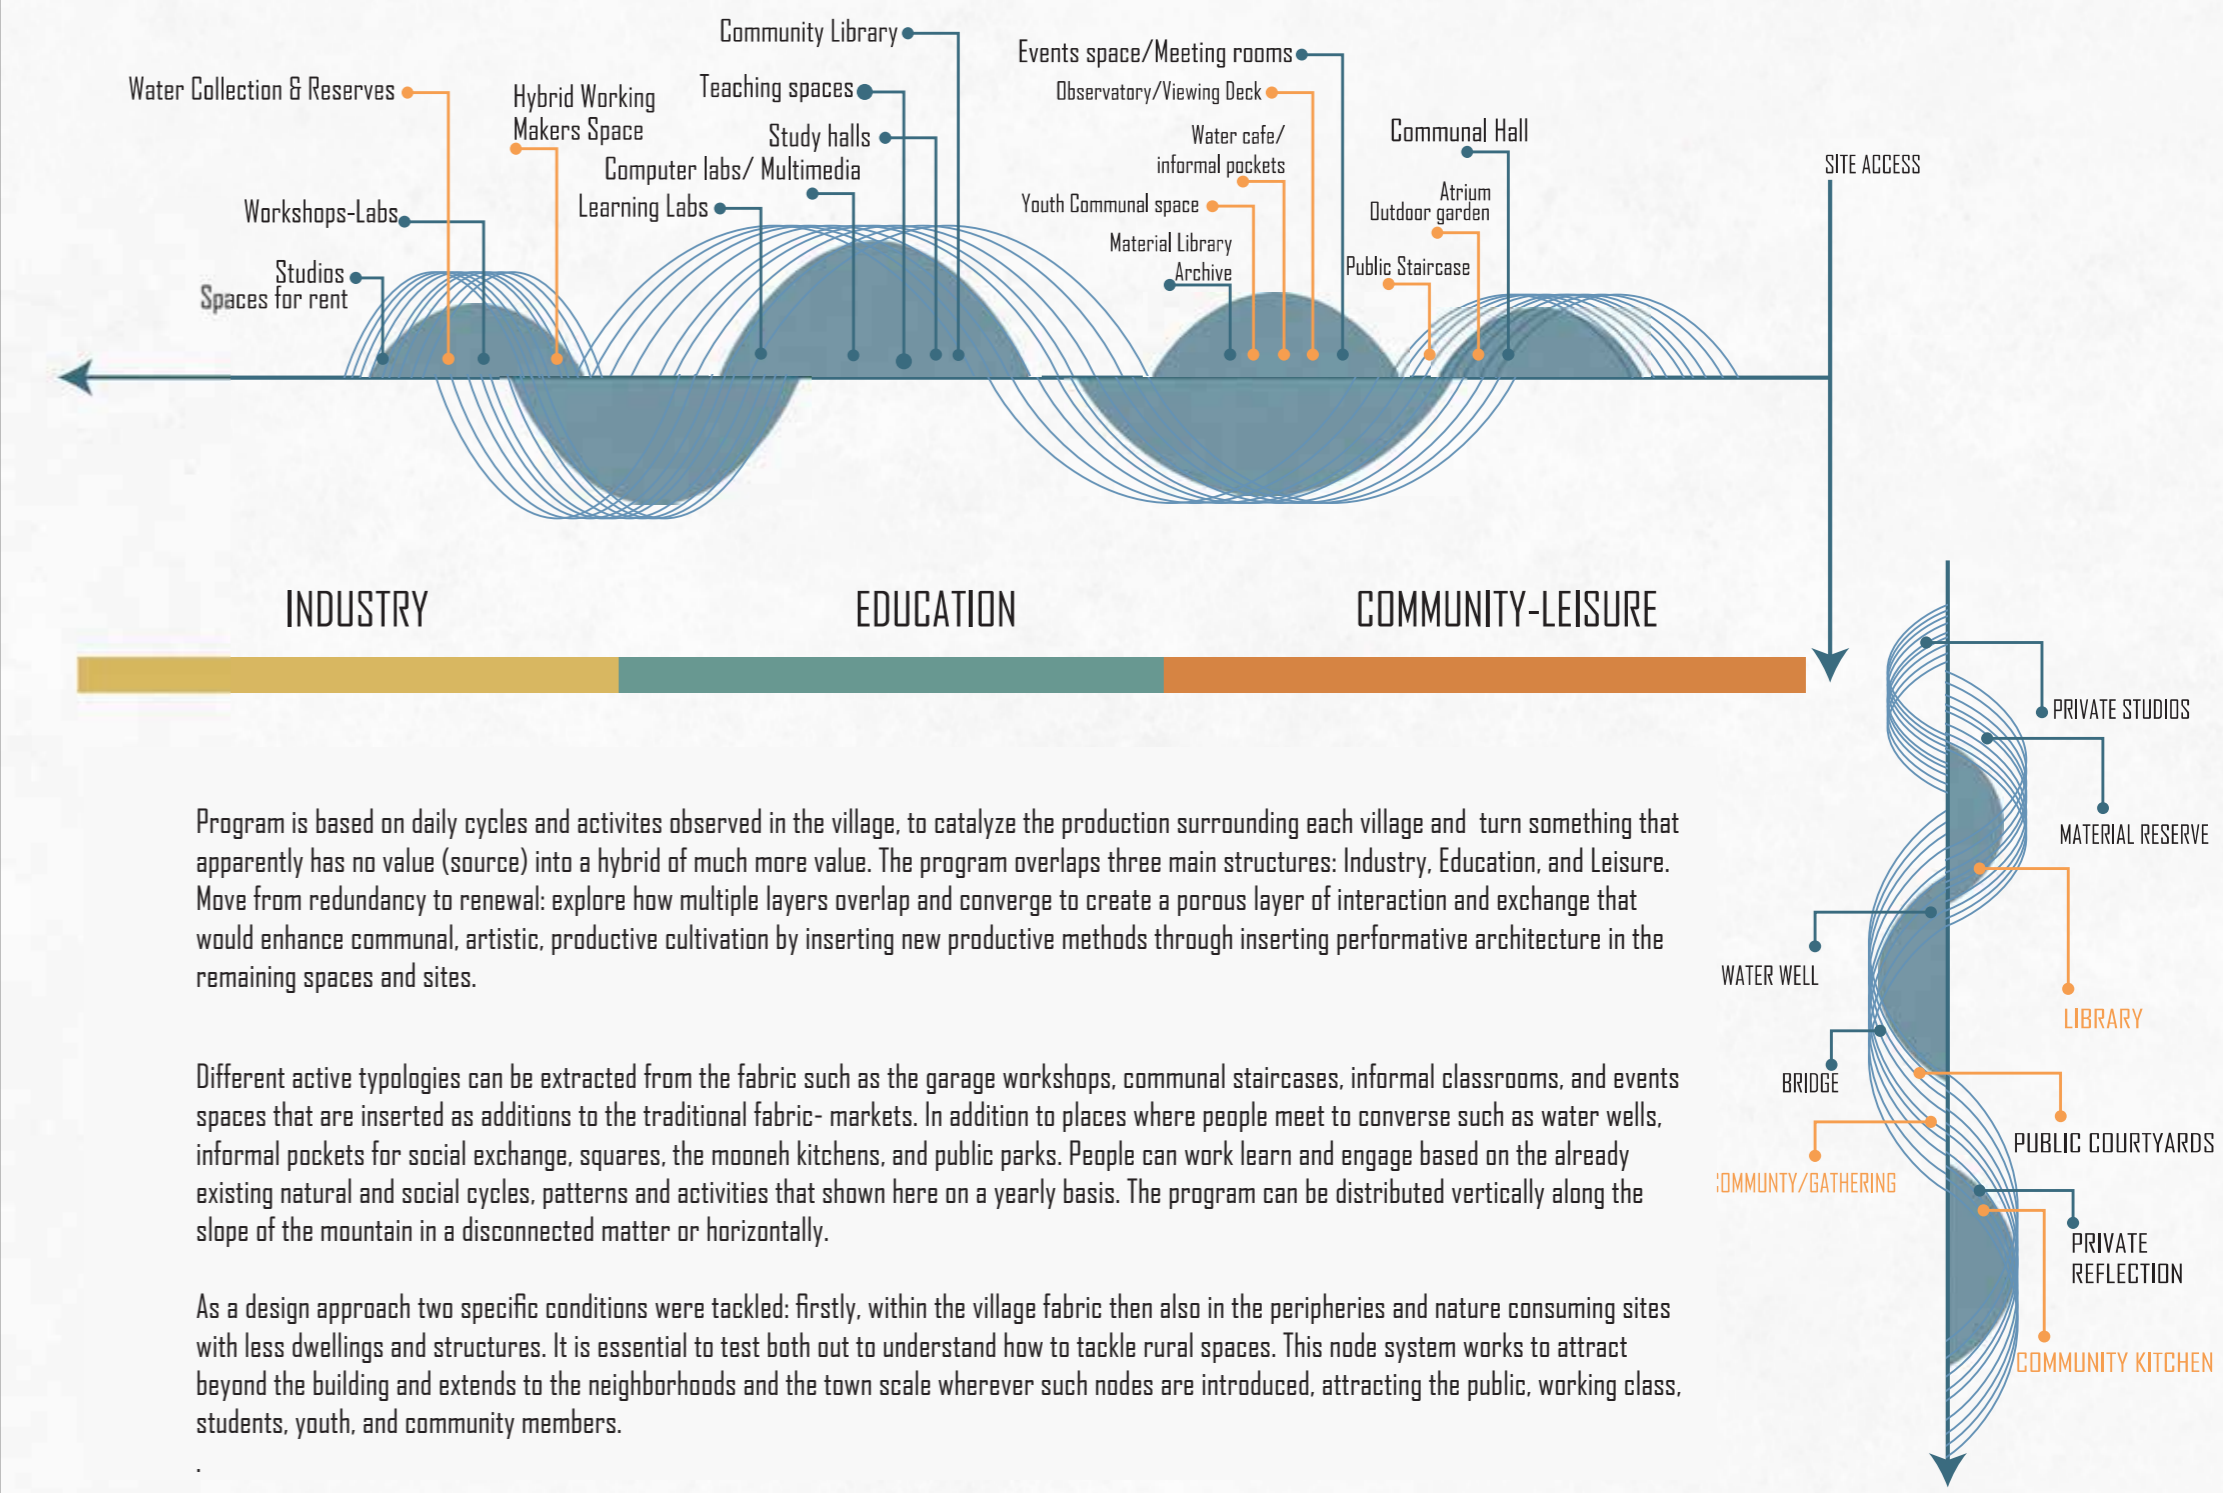 Community Library
Events space/Meeting rooms
Water Collection & Reserves
Hybrid Working
Makers Space
Teaching spaces
Observatory/Viewing Deck
Study halls
Water cafe/
informal pockets
Communal Hall
SITE ACCESS
Computer labs/ Multimedia
Workshops-Labs
Learning Labs
Youth Communal space
Atrium
Outdoor garden
Material Library
Archive
Public Staircase
Studios
Spaces for rent
INDUSTRY
EDUCATION
COMMUNITY-LEISURE
PRIVATE STUDIOS
MATERIAL RESERVE
WATER WELL
LIBRARY
BRIDGE
PUBLIC COURTYARDS
OMMUNTY/GATHERING
PRIVATE
REFLECTION
COMMUNITY KITCHEN
Program is based on daily cycles and activites observed in the village, to catalyze the production surrounding each village and turn something that
apparently has no value (source) into a hybrid of much more value. The program overlaps three main structures: Industry, Education, and Leisure.
Move from redundancy to renewal: explore how multiple layers overlap and converge to create a porous layer of interaction and exchange that
would enhance communal, artistic, productive cultivation by inserting new productive methods through inserting performative architecture in the
remaining spaces and sites.
Different active typologies can be extracted from the fabric such as the garage workshops, communal staircases, informal classrooms, and events
spaces that are inserted as additions to the traditional fabric- markets. In addition to places where people meet to converse such as water wells,
informal pockets for social exchange, squares, the mooneh kitchens, and public parks. People can work learn and engage based on the already
existing natural and social cycles, patterns and activities that shown here on a yearly basis. The program can be distributed vertically along the
slope of the mountain in a disconnected matter or horizontally.
As a design approach two specific conditions were tackled: firstly, within the village fabric then also in the peripheries and nature consuming sites
with less dwellings and structures. It is essential to test both out to understand how to tackle rural spaces. This node system works to attract
beyond the building and extends to the neighborhoods and the town scale wherever such nodes are introduced, attracting the public, working class,
students, youth, and community members.
.